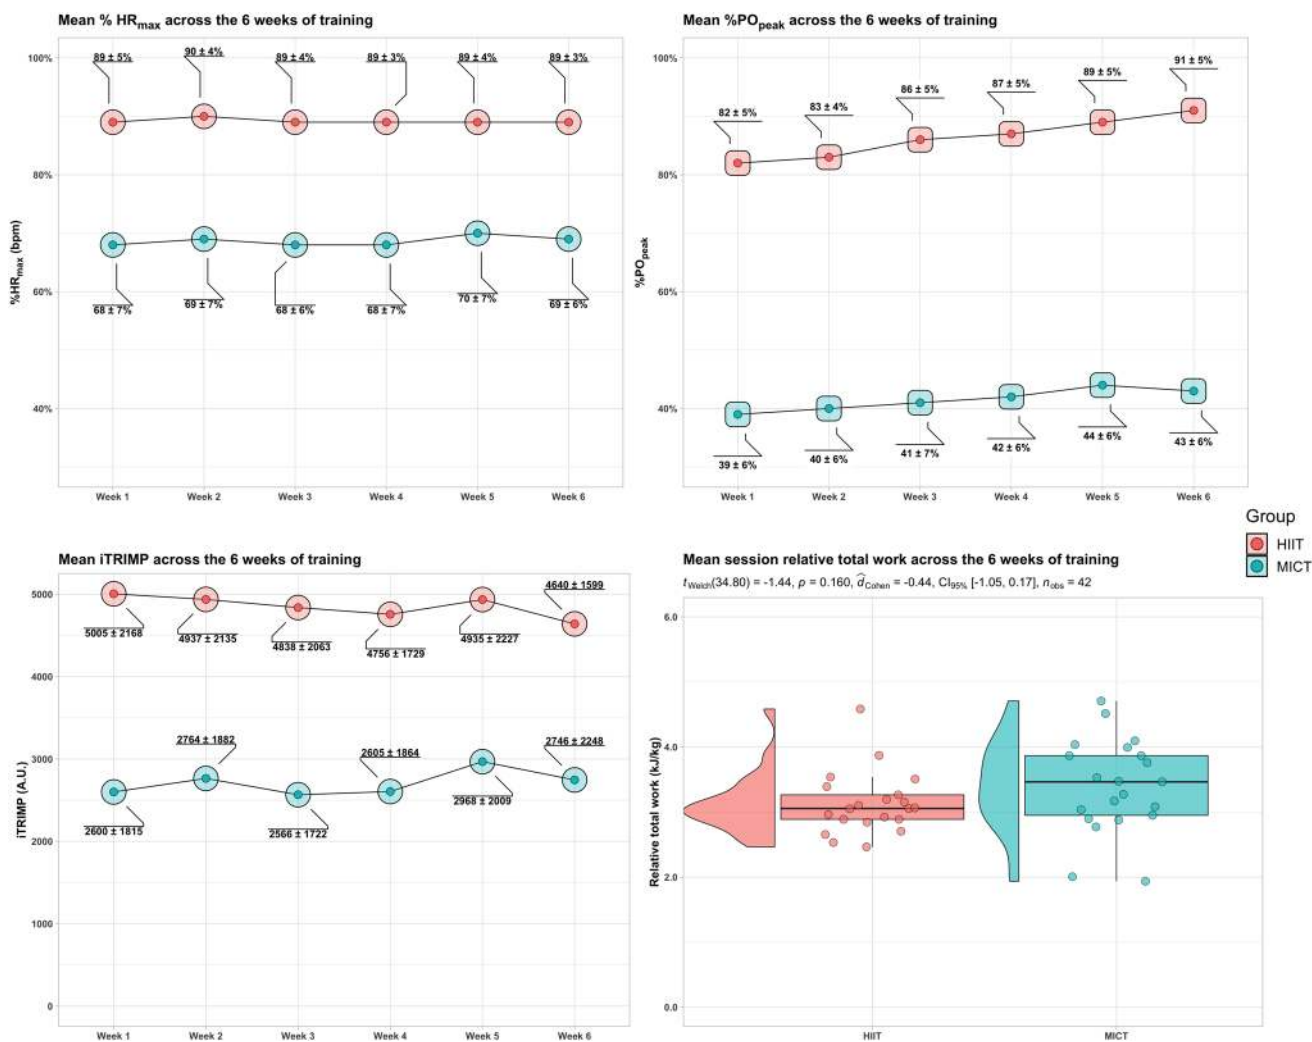 Mean % HRmax across the 6 weeks of training
100%
80%
60%
40%
%HRmax (bpm)
89 ± 5%
90 ± 4%
89 ± 4%
89 ± 3%
89 ± 4%
89 ± 3%
68 ± 7%
69 ± 7%
68 ± 6%
68 ± 7%
70 ± 7%
69 ± 6%
Week 1 Week 2 Week 3 Week 4 Week 5 Week 6
Mean %POpeak across the 6 weeks of training
100%
80%
60%
40%
%POpeak
82 ± 5%
83 ± 4%
86 ± 5%
87 ± 5%
89 ± 5%
91 ± 5%
39 ± 6%
40 ± 6%
41 ± 7%
42 ± 6%
44 ± 6%
43 ± 6%
Week 1 Week 2 Week 3 Week 4 Week 5 Week 6
Group
HIIT
MICT
Mean iTRIMP across the 6 weeks of training
5000
4000
3000
2000
1000
0
iTRIMP (A.U.)
5005 ± 2168
4937 ± 2135
4838 ± 2063
4756 ± 1729
4935 ± 2227
4640 ± 1599
2600 ± 1815
2764 ± 1882
2566 ± 1722
2605 ± 1864
2968 ± 2009
2746 ± 2248
Week 1 Week 2 Week 3 Week 4 Week 5 Week 6
Mean session relative total work across the 6 weeks of training
tWelch(34.80) = -1.44, p = 0.160, d̂Cohen = -0.44, CI95% [-1.05, 0.17], nobs = 42
6.0
4.0
2.0
0.0
Relative total work (kJ/kg)
HIIT MICT